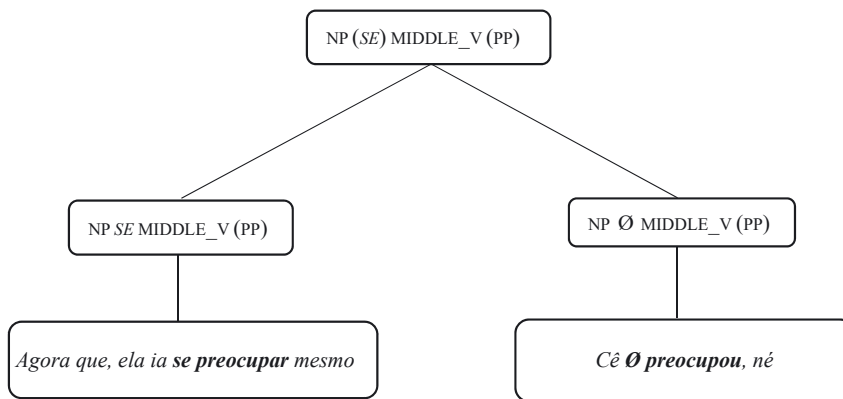 NP (SE) MIDDLE_V (PP)
NP SE MIDDLE_V (PP)
NP Ø MIDDLE_V (PP)
Agora que, ela ia se preocupar mesmo
Cê Ø preocupou, né